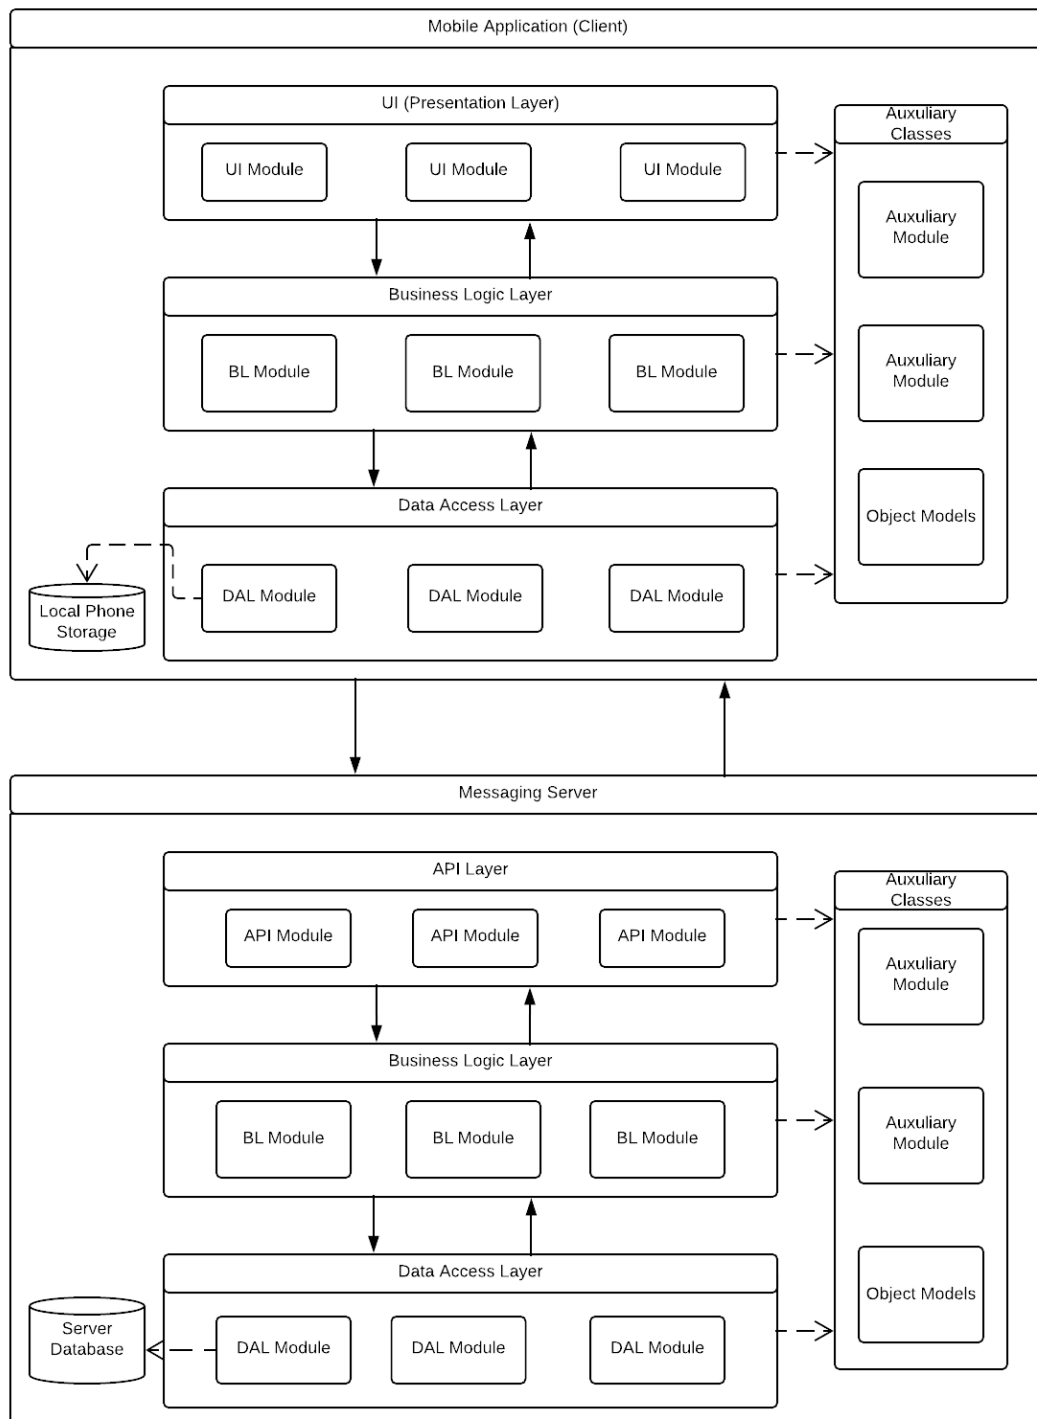 Mobile Application (Client)
UI (Presentation Layer)
Auxuliary
Classes
UI Module
UI Module
UI Module
Auxuliary
Module
Business Logic Layer
BL Module
BL Module
BL Module
Auxuliary
Module
Data Access Layer
Object Models
DAL Module
DAL Module
DAL Module
Local Phone
Storage
Messaging Server
API Layer
Auxuliary
Classes
API Module
API Module
API Module
Auxuliary
Module
Business Logic Layer
BL Module
BL Module
BL Module
Auxuliary
Module
Data Access Layer
Object Models
Server
Database
DAL Module
DAL Module
DAL Module